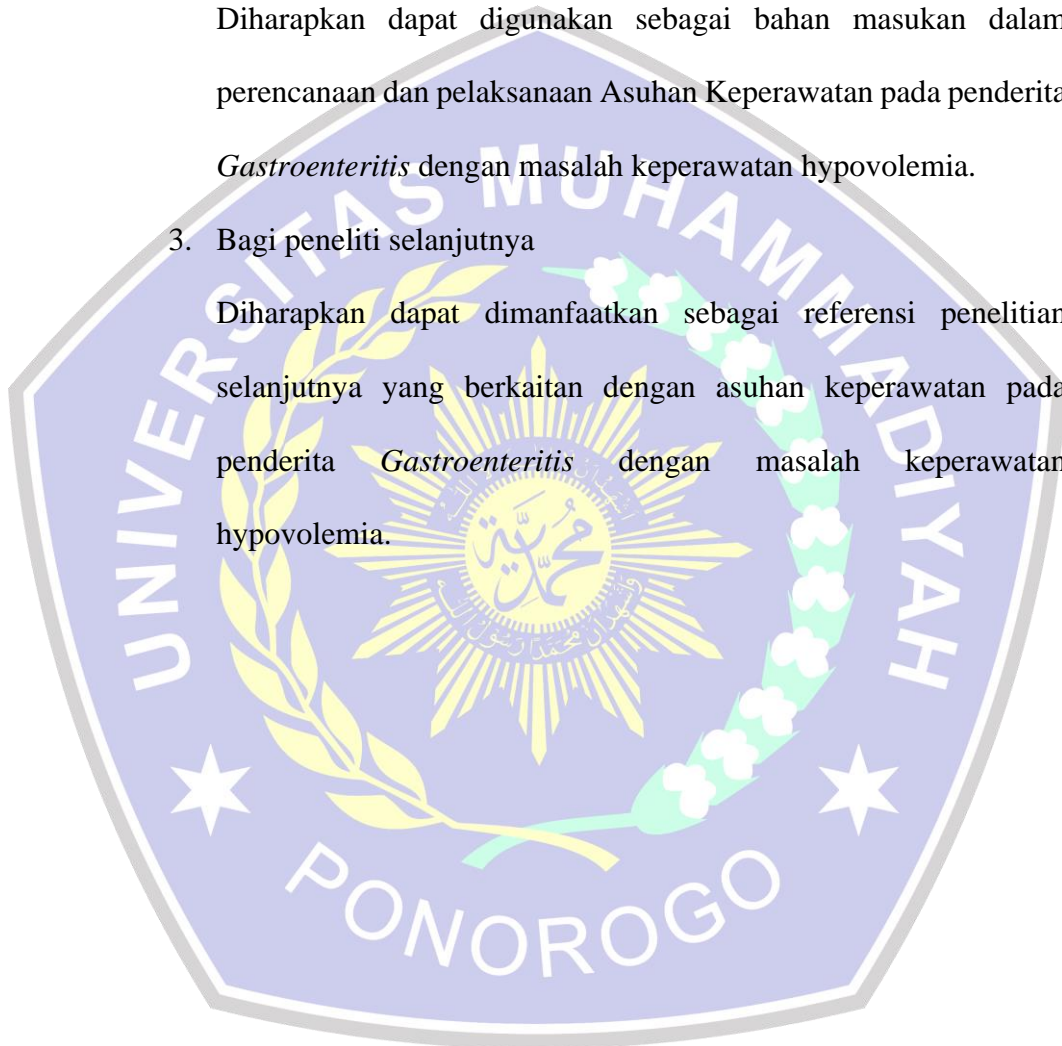 Diharapkan dapat digunakan sebagai bahan masukan dalam
perencanaan dan pelaksanaan Asuhan Keperawatan pada penderita
Gastroenteritis dengan masalah keperawatan hypovolemia.
3. Bagi peneliti selanjutnya
Diharapkan dapat dimanfaatkan sebagai referensi penelitian
selanjutnya yang berkaitan dengan asuhan keperawatan pada
penderita Gastroenteritis dengan masalah keperawatan
hypovolemia.
UNIVERSITAS MUHAMMADIYAH
محمدية
PONOROGO